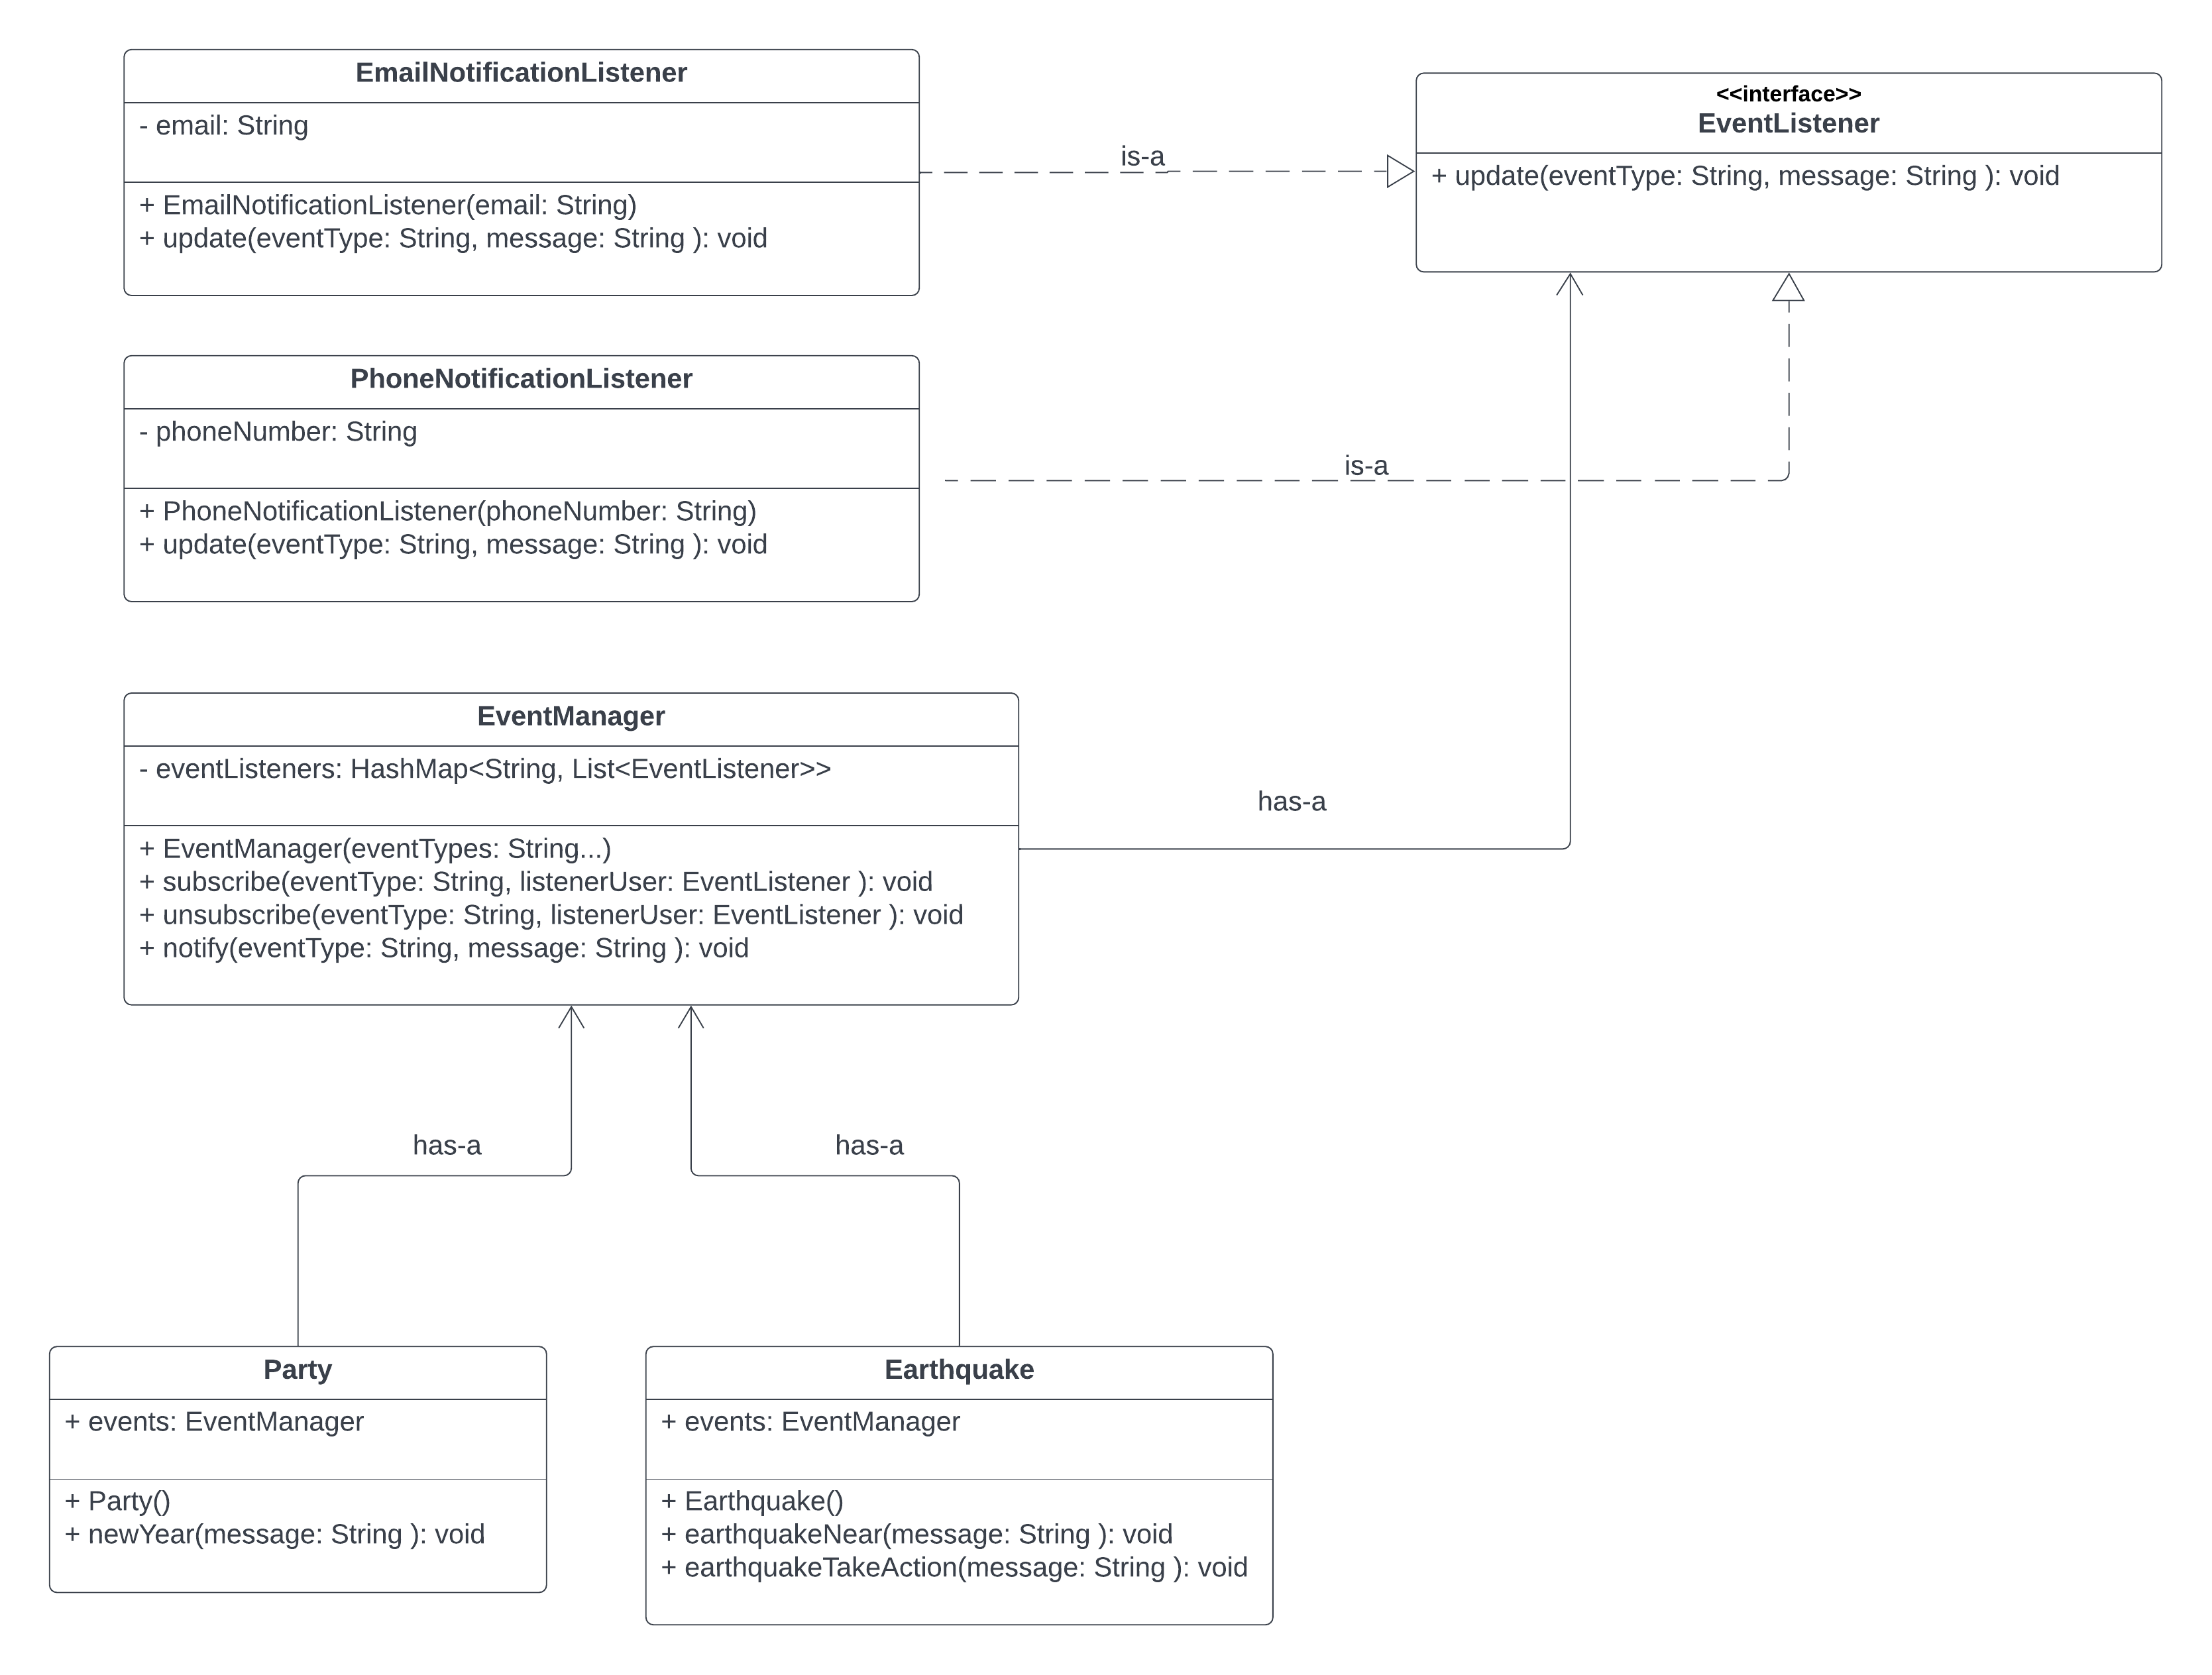 EmailNotificationListener
- email: String
+ EmailNotificationListener(email: String)
+ update(eventType: String, message: String ): void
is-a
<<interface>>
EventListener
+ update(eventType: String, message: String ): void
PhoneNotificationListener
- phoneNumber: String
+ PhoneNotificationListener(phoneNumber: String)
+ update(eventType: String, message: String ): void
is-a
EventManager
- eventListeners: HashMap<String, List<EventListener>>
+ EventManager(eventTypes: String...)
+ subscribe(eventType: String, listenerUser: EventListener ): void
+ unsubscribe(eventType: String, listenerUser: EventListener ): void
+ notify(eventType: String, message: String ): void
has-a
has-a
has-a
Party
+ events: EventManager
+ Party()
+ newYear(message: String ): void
Earthquake
+ events: EventManager
+ Earthquake()
+ earthquakeNear(message: String ): void
+ earthquakeTakeAction(message: String ): void